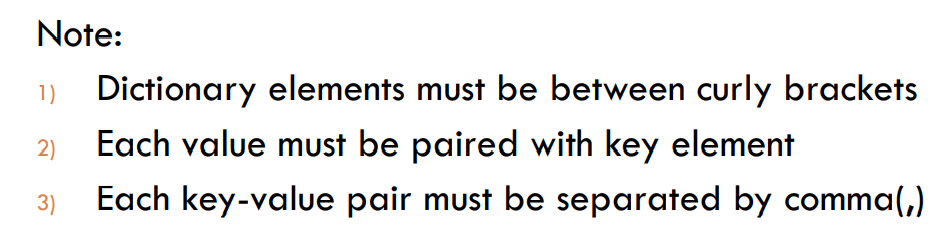 Note:
1) Dictionary elements must be between curly brackets
2) Each value must be paired with key element
3) Each key-value pair must be separated by comma(,)